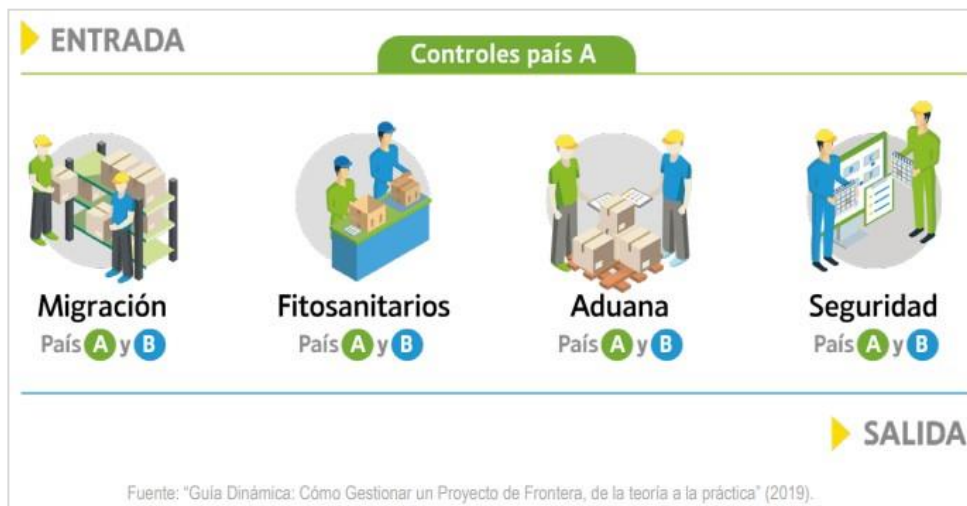 ENTRADA
Controles país A
Migración
País A y B
Fitosanitarios
País A y B
Aduana
País A y B
Seguridad
País A y B
SALIDA
Fuente: “Guía Dinámica: Cómo Gestionar un Proyecto de Frontera, de la teoría a la práctica” (2019).